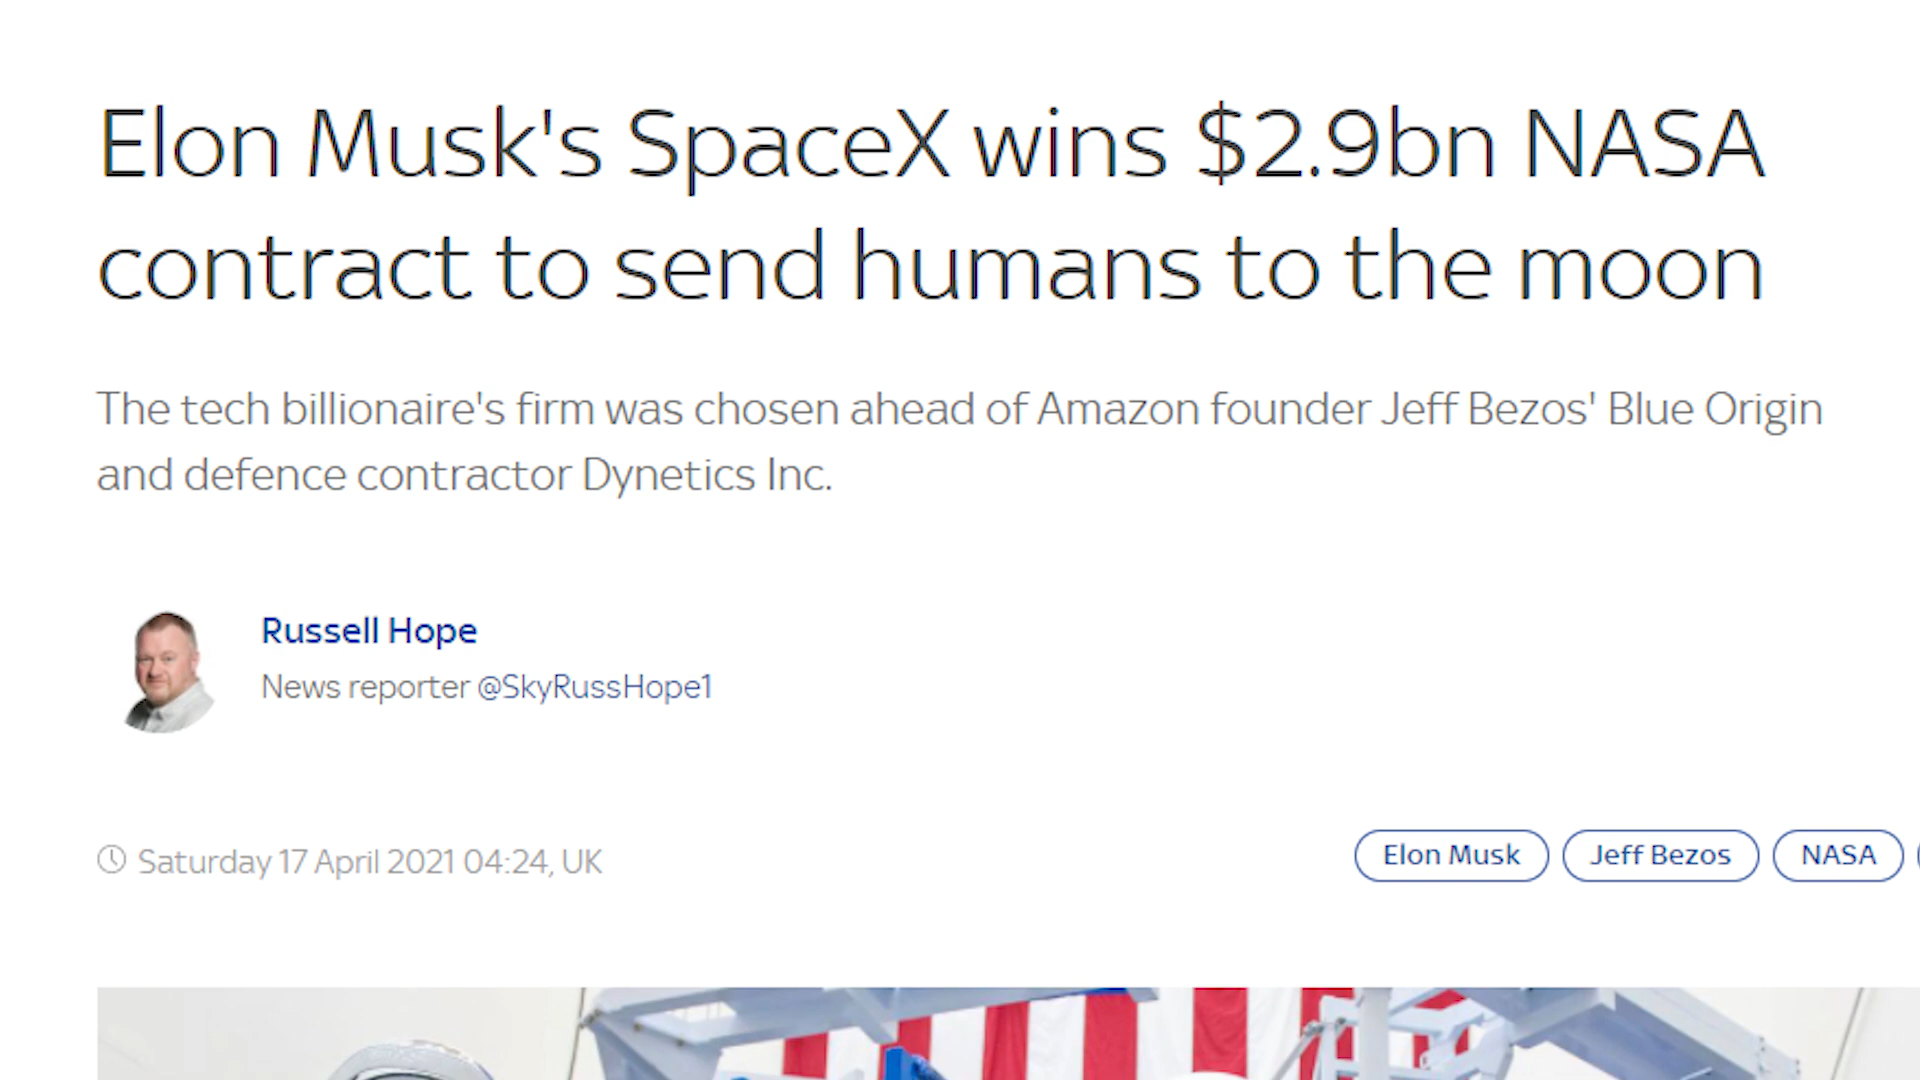 Elon Musk's SpaceX wins $2.9bn NASA
contract to send humans to the moon
The tech billionaire's firm was chosen ahead of Amazon founder Jeff Bezos' Blue Origin
and defence contractor Dynetics Inc.
Russell Hope
News reporter @SkyRussHope1
Saturday 17 April 2021 04:24, UK
Elon Musk Jeff Bezos NASA